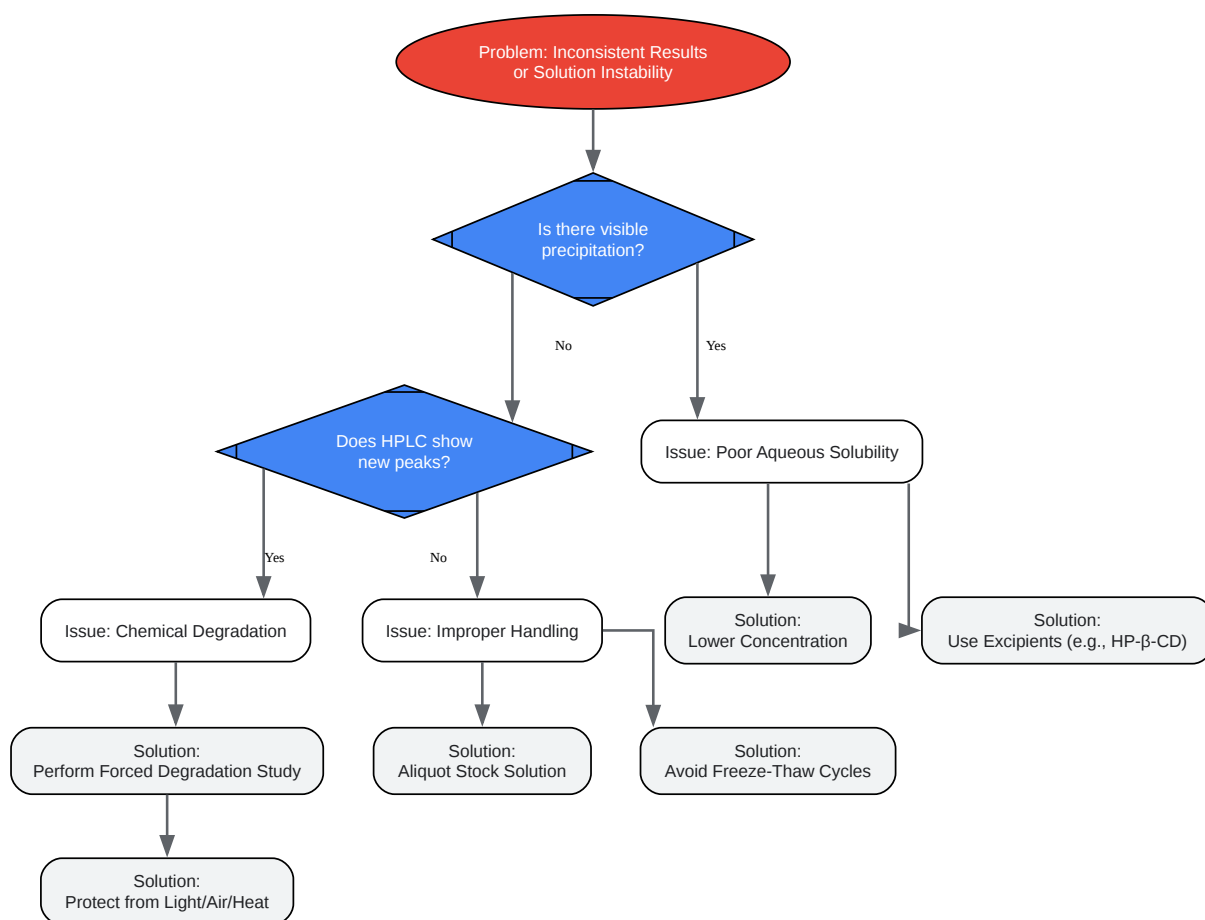 Problem: Inconsistent Results
or Solution Instability
Is there visible
precipitation?
No
Yes
Does HPLC show
new peaks?
Issue: Poor Aqueous Solubility
Yes
No
Issue: Chemical Degradation
Issue: Improper Handling
Solution:
Lower Concentration
Solution:
Use Excipients (e.g., HP-β-CD)
Solution:
Perform Forced Degradation Study
Solution:
Aliquot Stock Solution
Solution:
Avoid Freeze-Thaw Cycles
Solution:
Protect from Light/Air/Heat